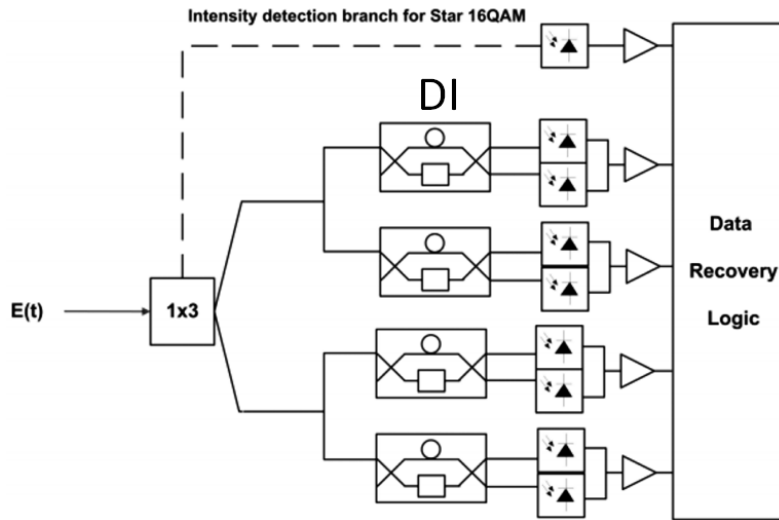 Intensity detection branch for Star 16QAM
DI
Data
Recovery
Logic
E(t)
1x3